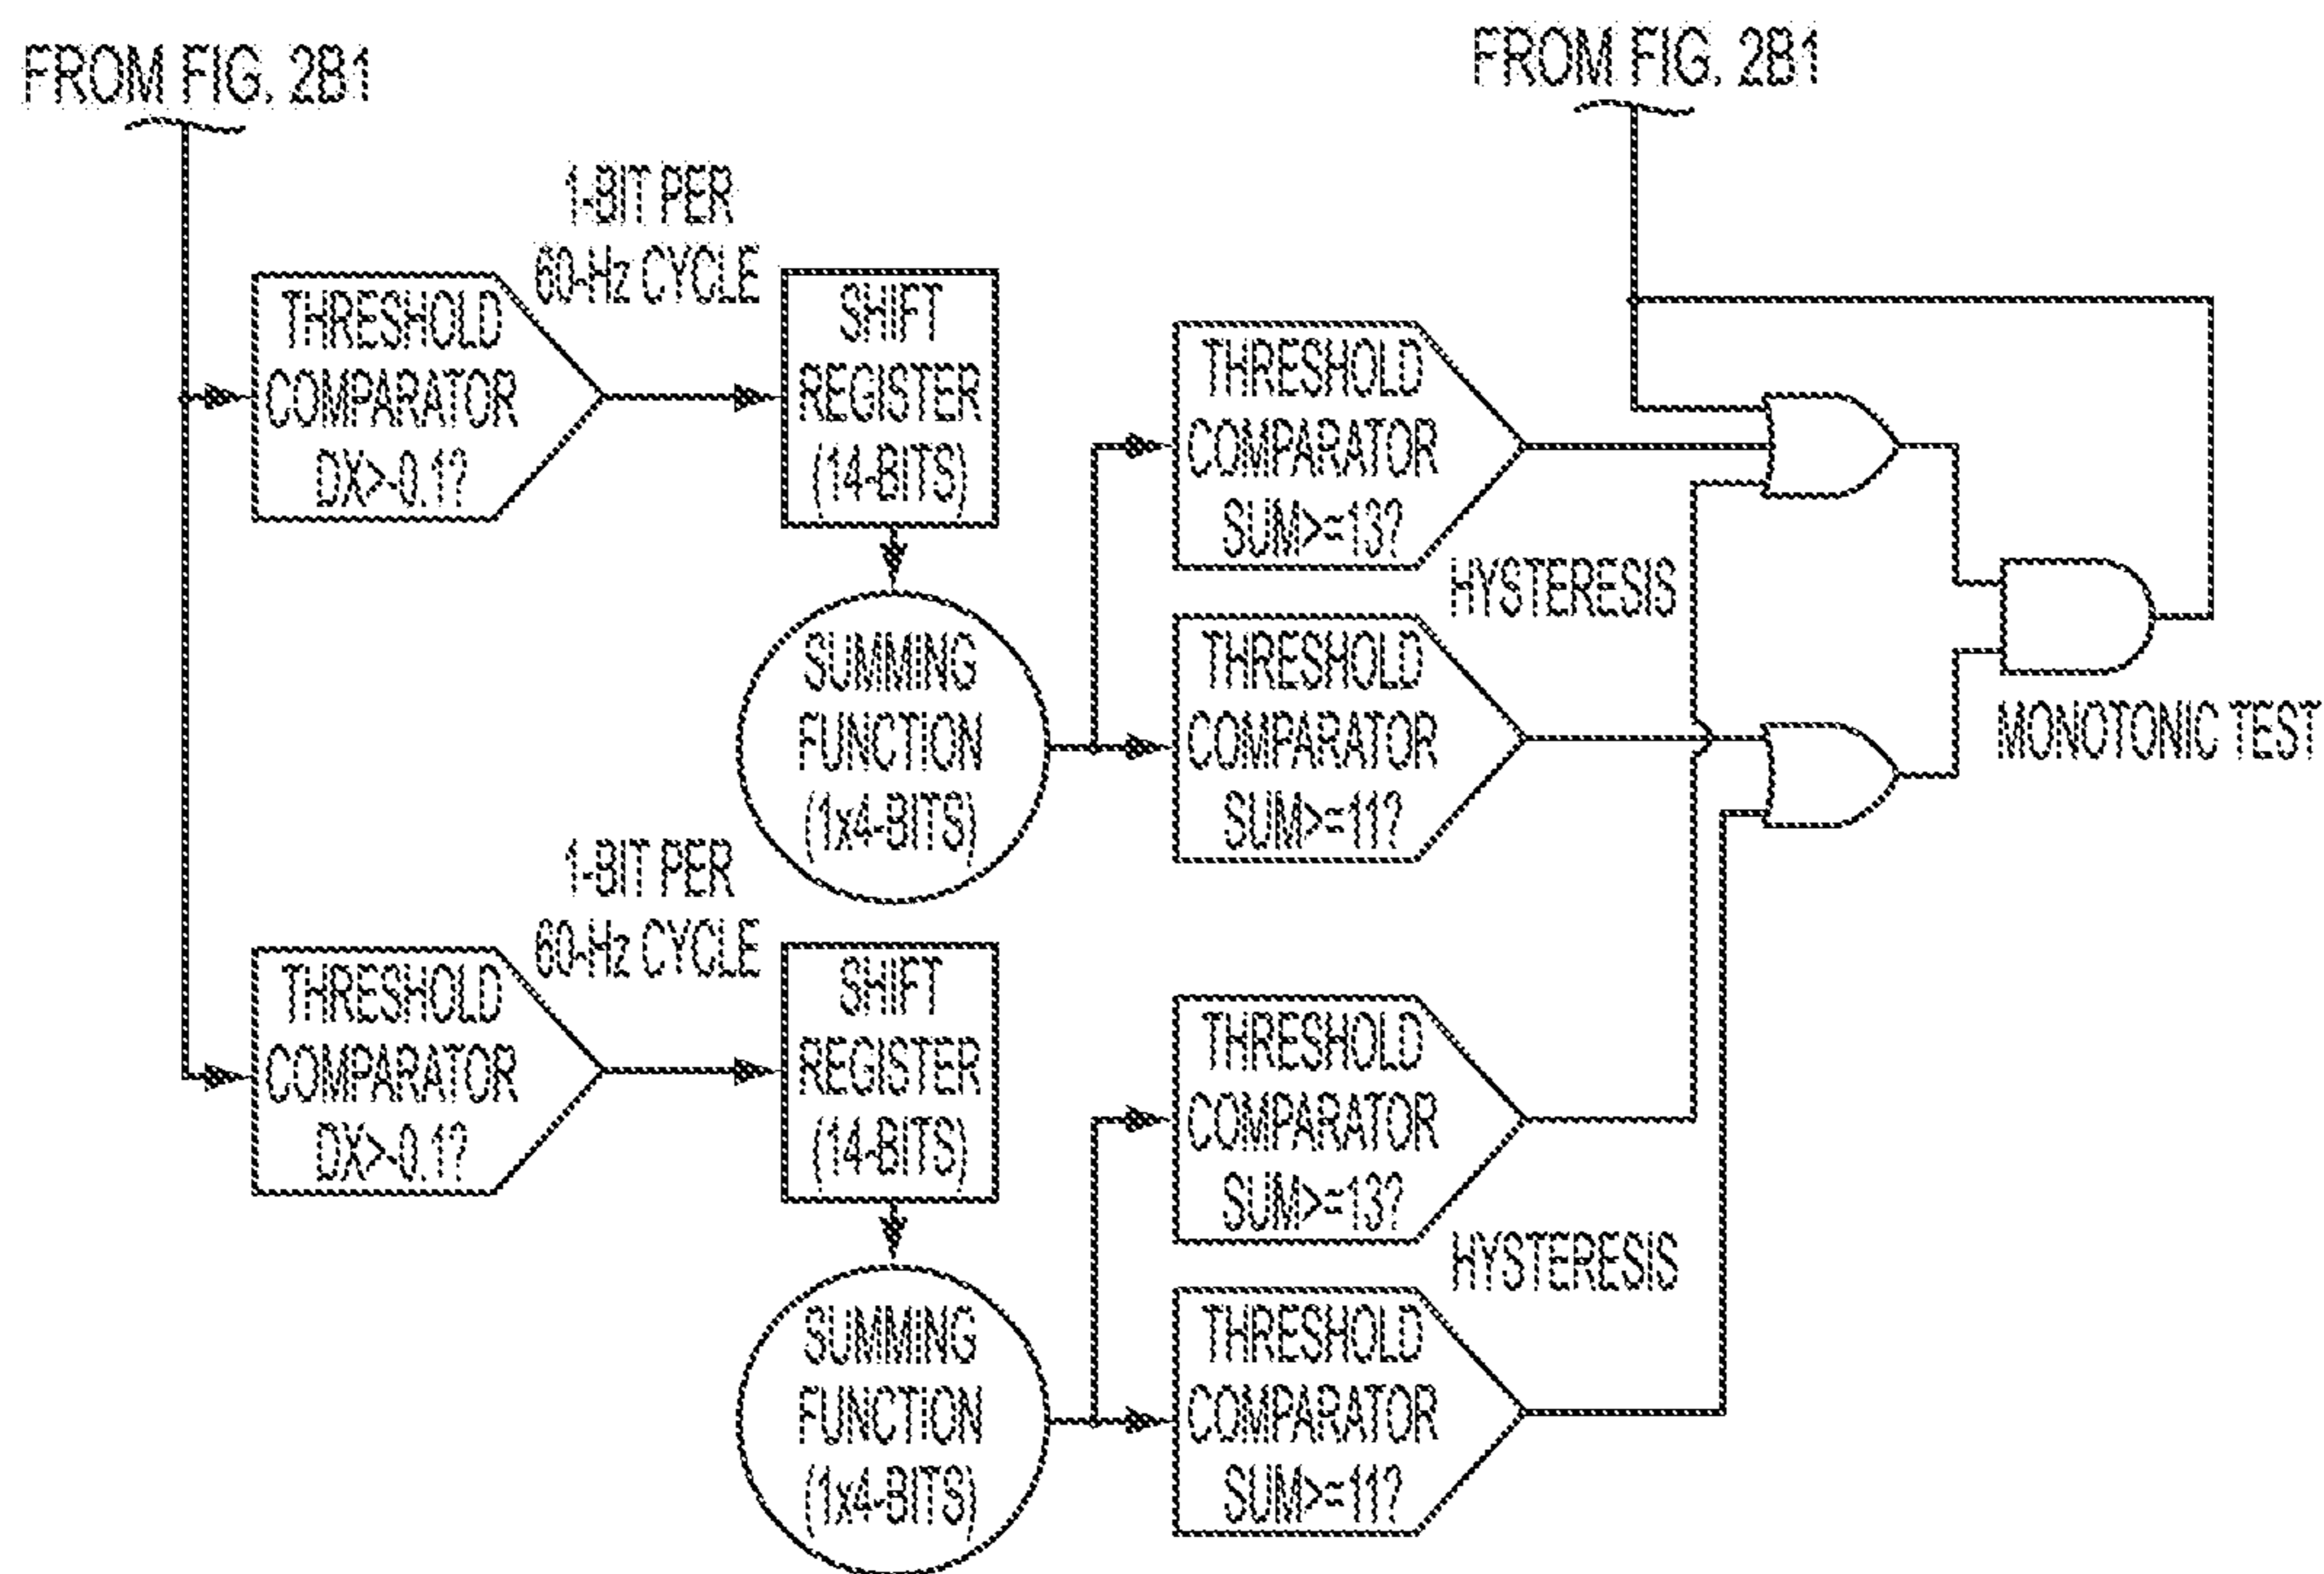 FROM FIG. 2B1
FROM FIG. 2B1
1-BIT PER
60-Hz CYCLE
THRESHOLD
COMPARATOR
DX>-0.1?
SHIFT
REGISTER
(14-BITS)
THRESHOLD
COMPARATOR
SUM>=13?
HYSTERESIS
SUMMING
FUNCTION
(1x4-BITS)
THRESHOLD
COMPARATOR
SUM>=11?
MONOTONIC TEST
1-BIT PER
60-Hz CYCLE
THRESHOLD
COMPARATOR
DX>-0.1?
SHIFT
REGISTER
(14-BITS)
THRESHOLD
COMPARATOR
SUM>=13?
HYSTERESIS
SUMMING
FUNCTION
(1x4-BITS)
THRESHOLD
COMPARATOR
SUM>=11?